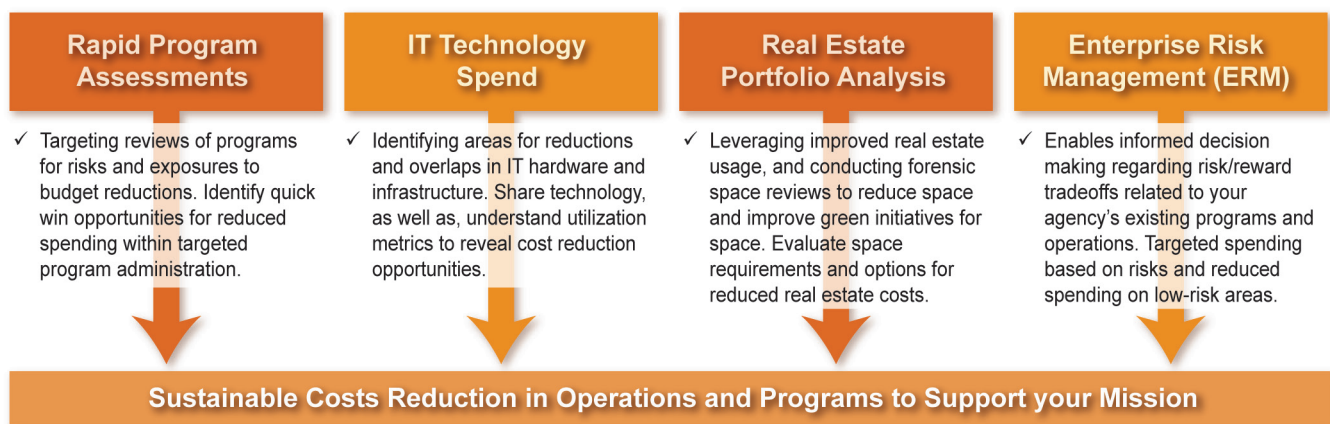 Rapid Program
Assessments
✓ Targeting reviews of programs
for risks and exposures to
budget reductions. Identify quick
win opportunities for reduced
spending within targeted
program administration.
IT Technology
Spend
✓ Identifying areas for reductions
and overlaps in IT hardware and
infrastructure. Share technology,
as well as, understand utilization
metrics to reveal cost reduction
opportunities.
Real Estate
Portfolio Analysis
✓ Leveraging improved real estate
usage, and conducting forensic
space reviews to reduce space
and improve green initiatives for
space. Evaluate space
requirements and options for
reduced real estate costs.
Enterprise Risk
Management (ERM)
✓ Enables informed decision
making regarding risk/reward
tradeoffs related to your
agency’s existing programs and
operations. Targeted spending
based on risks and reduced
spending on low-risk areas.
Sustainable Costs Reduction in Operations and Programs to Support your Mission